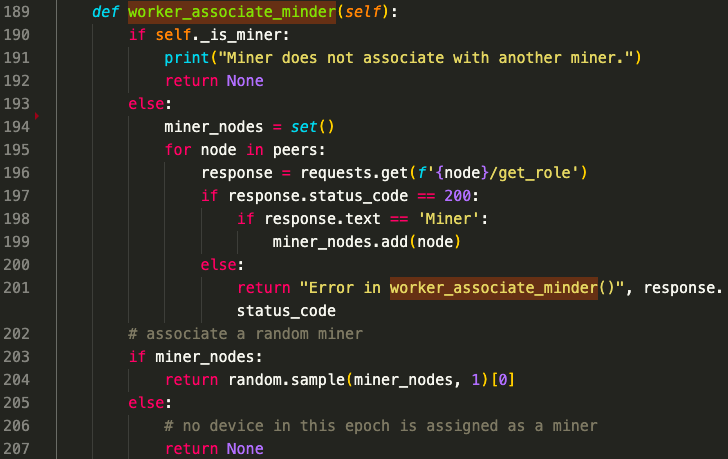 189 def worker_associate_minder(self):
190 if self._is_miner:
191 print("Miner does not associate with another miner.")
192 return None
193 else:
194 miner_nodes = set()
195 for node in peers:
196 response = requests.get(f'{node}/get_role')
197 if response.status_code == 200:
198 if response.text == 'Miner':
199 miner_nodes.add(node)
200 else:
201 return "Error in worker_associate_minder()", response.
status_code
202 # associate a random miner
203 if miner_nodes:
204 return random.sample(miner_nodes, 1)[0]
205 else:
206 # no device in this epoch is assigned as a miner
207 return None